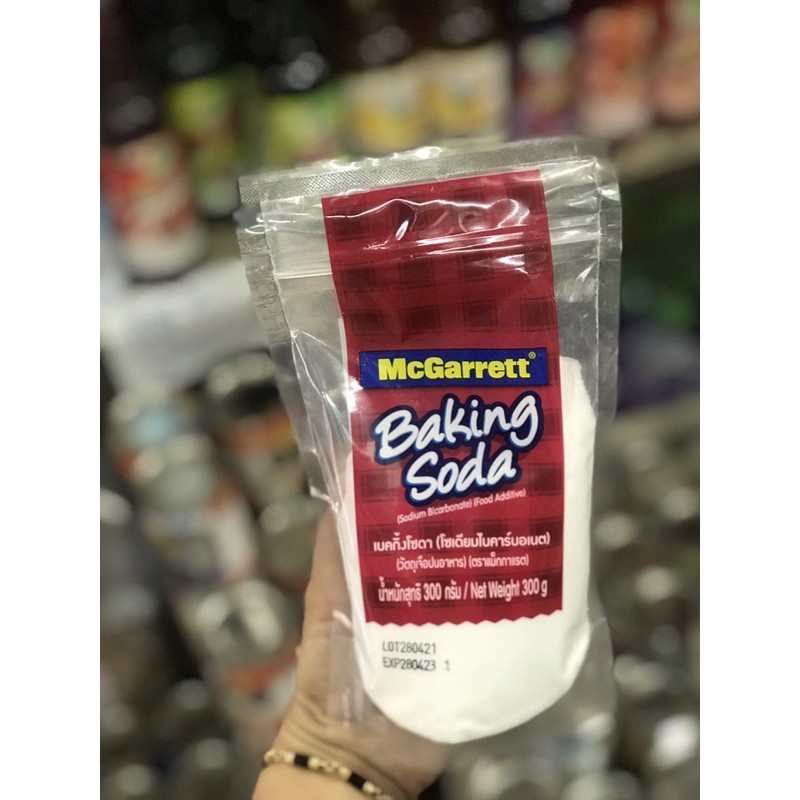 McGarrett®
Baking
Soda
(Sodium Bicarbonate) (Food Additive)
เบคกิ้งโซดา (โซเดียมไบคาร์บอเนต)
(วัตถุเจือปนอาหาร) (ตราแม็กกาแรต)
น้ำหนักสุทธิ 300 กรัม / Net Weight 300 g
LOT280421
EXP280423 1